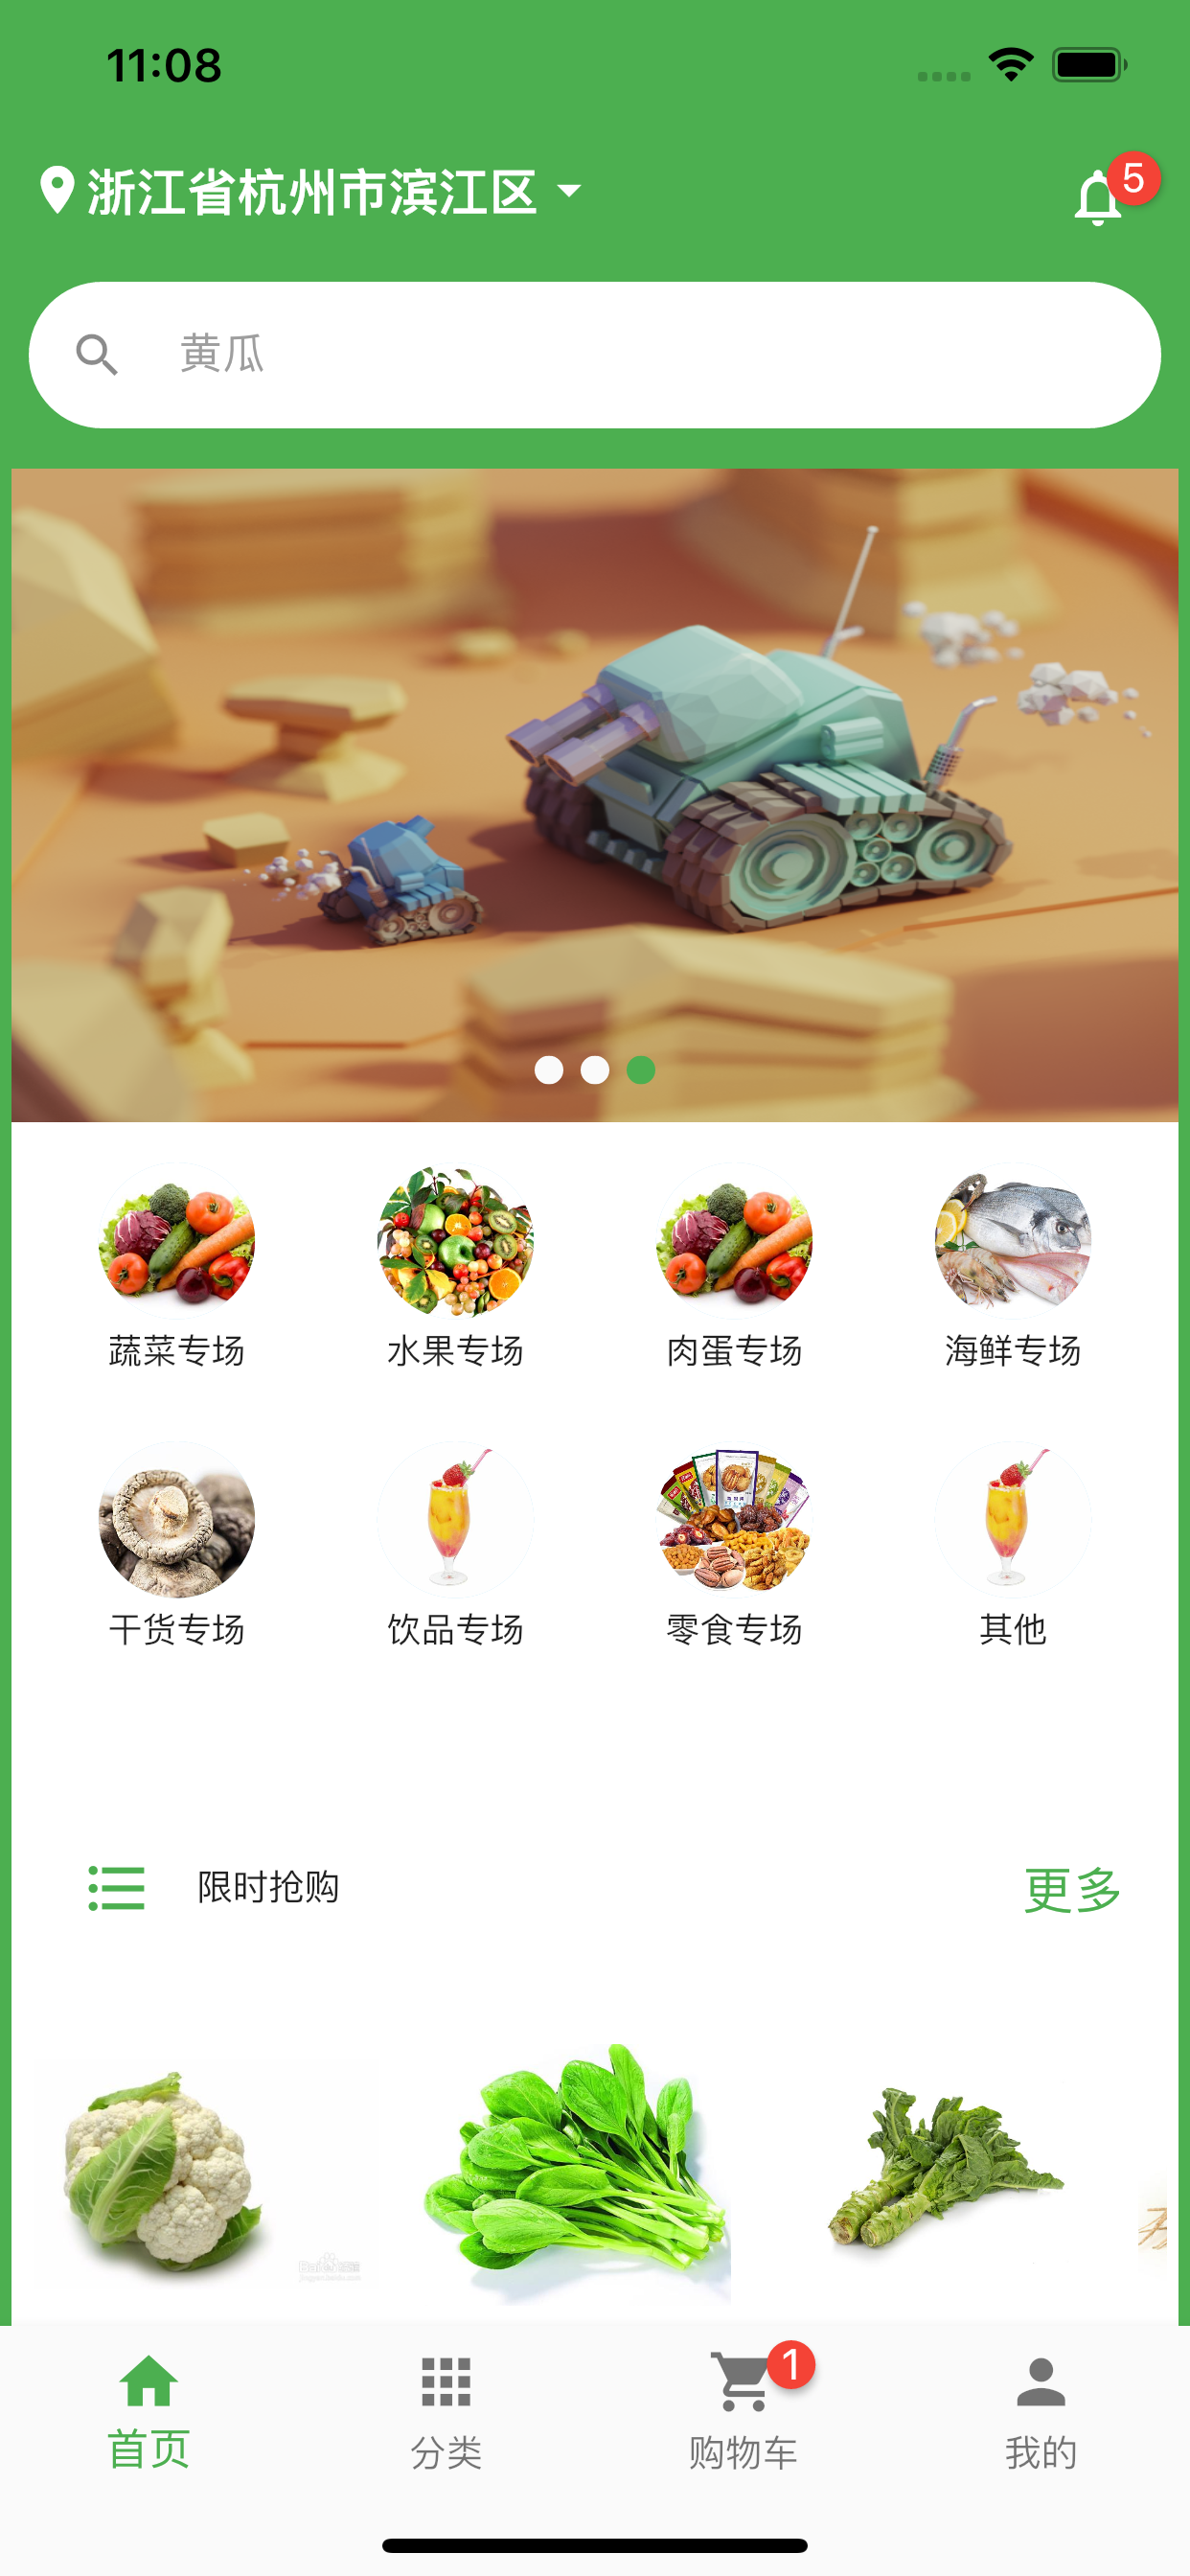 11:08
浙江省杭州市滨江区
5
黄瓜
蔬菜专场
水果专场
肉蛋专场
海鲜专场
干货专场
饮品专场
零食专场
其他
限时抢购
更多
首页
分类
1
购物车
我的